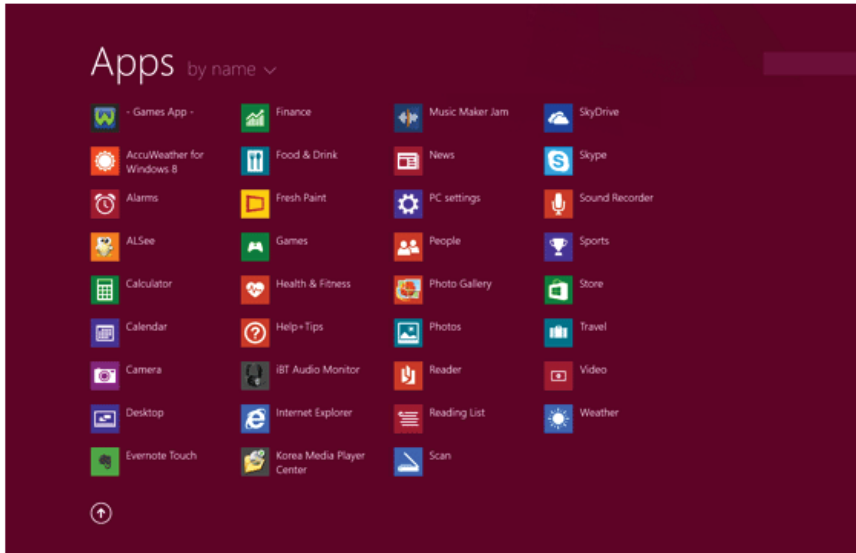 Apps by name
- Games App -
AccuWeather for
Windows 8
Alarms
ALSee
Calculator
Calendar
Camera
Desktop
Evernote Touch
Finance
Food & Drink
Fresh Paint
Games
Health & Fitness
Help+Tips
iBT Audio Monitor
Internet Explorer
Korea Media Player
Center
Music Maker Jam
News
PC settings
People
Photo Gallery
Photos
Reader
Reading List
Scan
SkyDrive
Skype
Sound Recorder
Sports
Store
Travel
Video
Weather